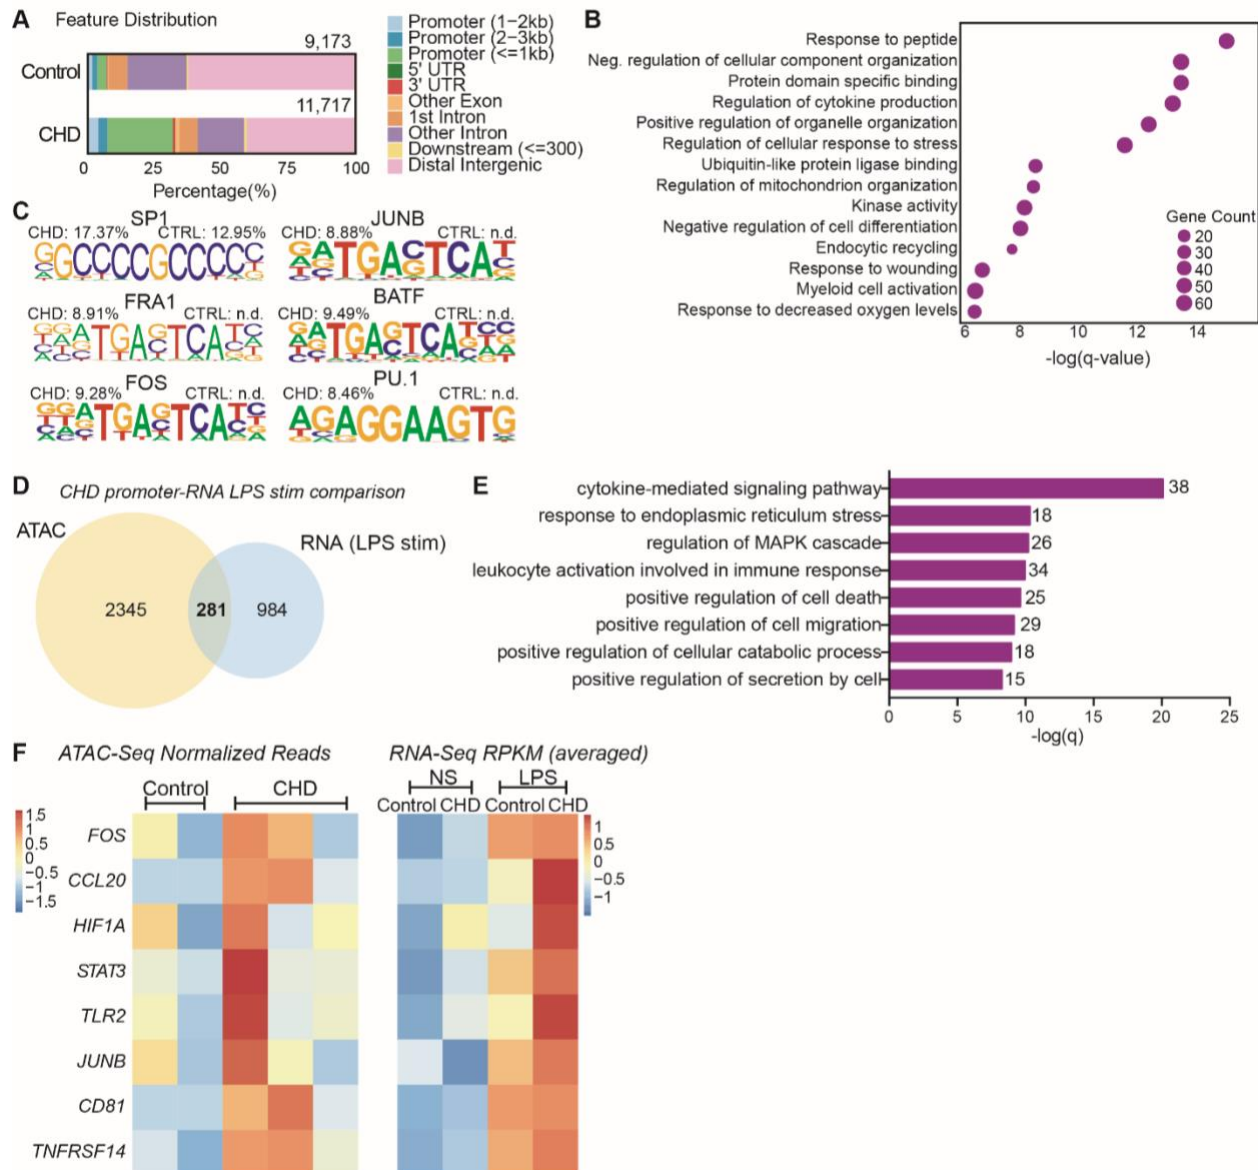 A
Feature Distribution
9,173
Control
11,717
CHD
0
25
50
75
100
Percentage(%)
Promoter (1−2kb)
Promoter (2−3kb)
Promoter (<=1kb)
5' UTR
3' UTR
Other Exon
1st Intron
Other Intron
Downstream (<=300)
Distal Intergenic
B
Response to peptide
Neg. regulation of cellular component organization
Protein domain specific binding
Regulation of cytokine production
Positive regulation of organelle organization
Regulation of cellular response to stress
Ubiquitin-like protein ligase binding
Regulation of mitochondrion organization
Kinase activity
Negative regulation of cell differentiation
Endocytic recycling
Response to wounding
Myeloid cell activation
Response to decreased oxygen levels
Gene Count
20
30
40
50
60
6
8
10
12
14
-log(q-value)
C
SP1
CHD: 17.37%
CTRL: 12.95%
GGCCCCGCCCCC
JUNB
CHD: 8.88%
CTRL: n.d.
GATGACTCAT
FRA1
CHD: 8.91%
CTRL: n.d.
BATF
CHD: 9.49%
CTRL: n.d.
FOS
CHD: 9.28%
CTRL: n.d.
PU.1
CHD: 8.46%
CTRL: n.d.
AGAGGAAGTG
D
CHD promoter-RNA LPS stim comparison
ATAC
RNA (LPS stim)
2345
281
984
E
cytokine-mediated signaling pathway
38
response to endoplasmic reticulum stress
18
regulation of MAPK cascade
26
leukocyte activation involved in immune response
34
positive regulation of cell death
25
positive regulation of cell migration
29
positive regulation of cellular catabolic process
18
positive regulation of secretion by cell
15
0
5
10
15
20
25
-log(q)
F
ATAC-Seq Normalized Reads
Control
CHD
1.5
0.5
0
−0.5
−1
−1.5
FOS
CCL20
HIF1A
STAT3
TLR2
JUNB
CD81
TNFRSF14
RNA-Seq RPKM (averaged)
NS
LPS
Control CHD
Control CHD
1
0.5
0
−0.5
−1